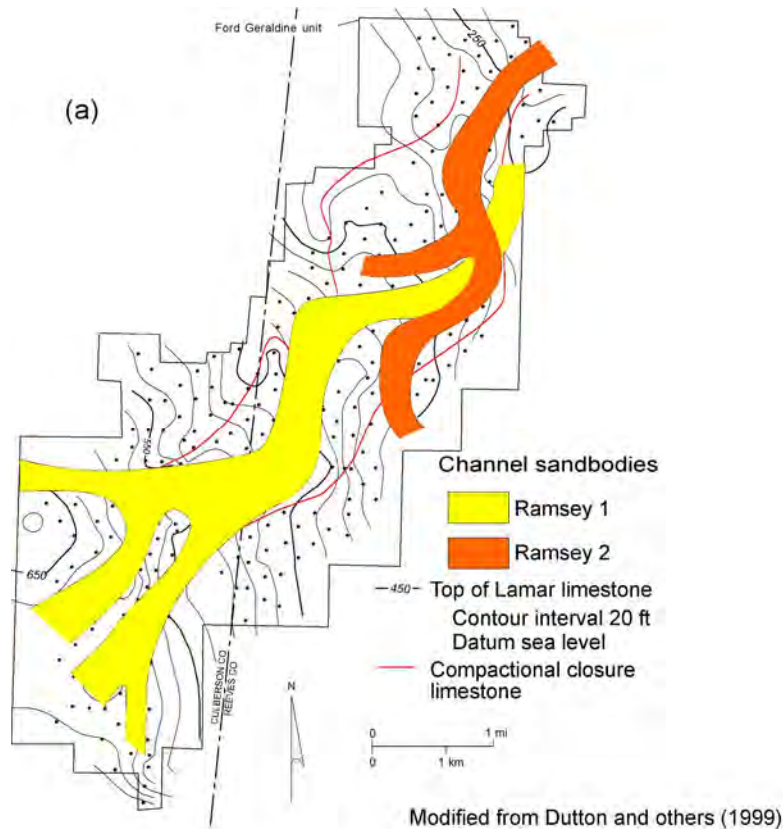 Ford Geraldine unit
250
(a)
550
650
CULBERSON CO
REEVES CO
Channel sandbodies
Ramsey 1
Ramsey 2
450 Top of Lamar limestone
Contour interval 20 ft
Datum sea level
Compactional closure
limestone
N
0 1 mi
0 1 km
Modified from Dutton and others (1999)